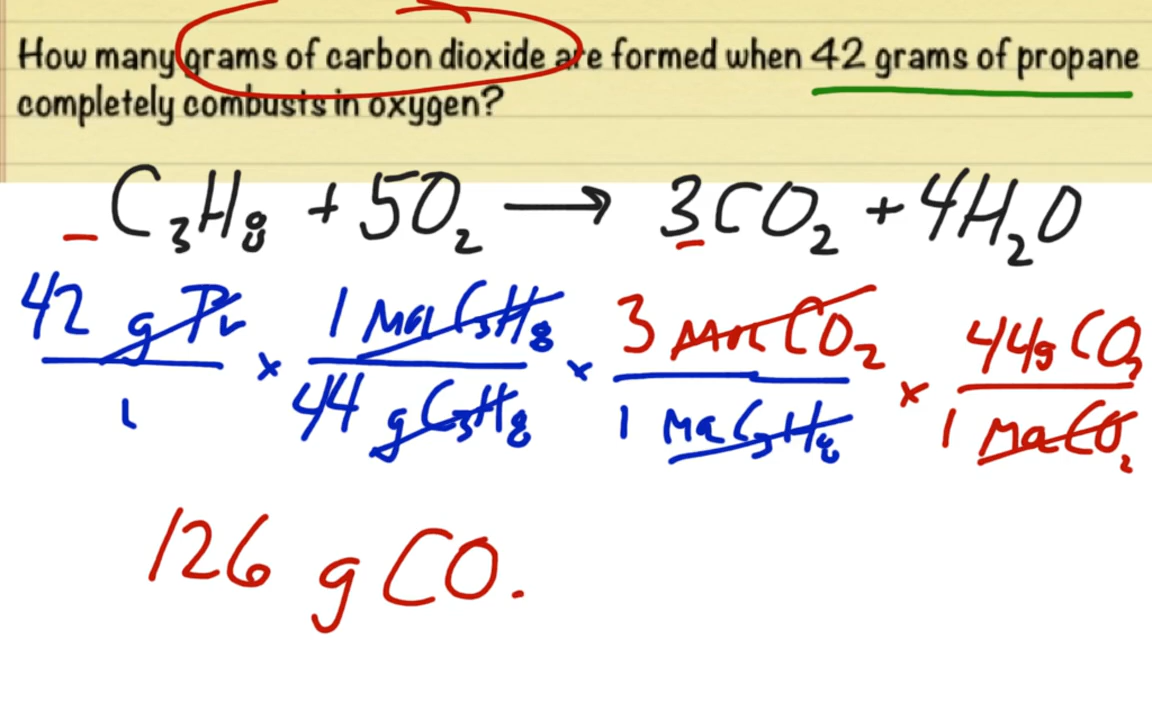 How many grams of carbon dioxide are formed when 42 grams of propane
completely combusts in oxygen?
_C₃H₈ + 5O₂ → 3CO₂ + 4H₂O
42 g Pr / 1 × 1 Mol C₃H₈ / 44 g C₃H₈ × 3 Mol CO₂ / 1 Mol C₃H₈ × 44g CO₂ / 1 Mol CO₂
126 g CO.